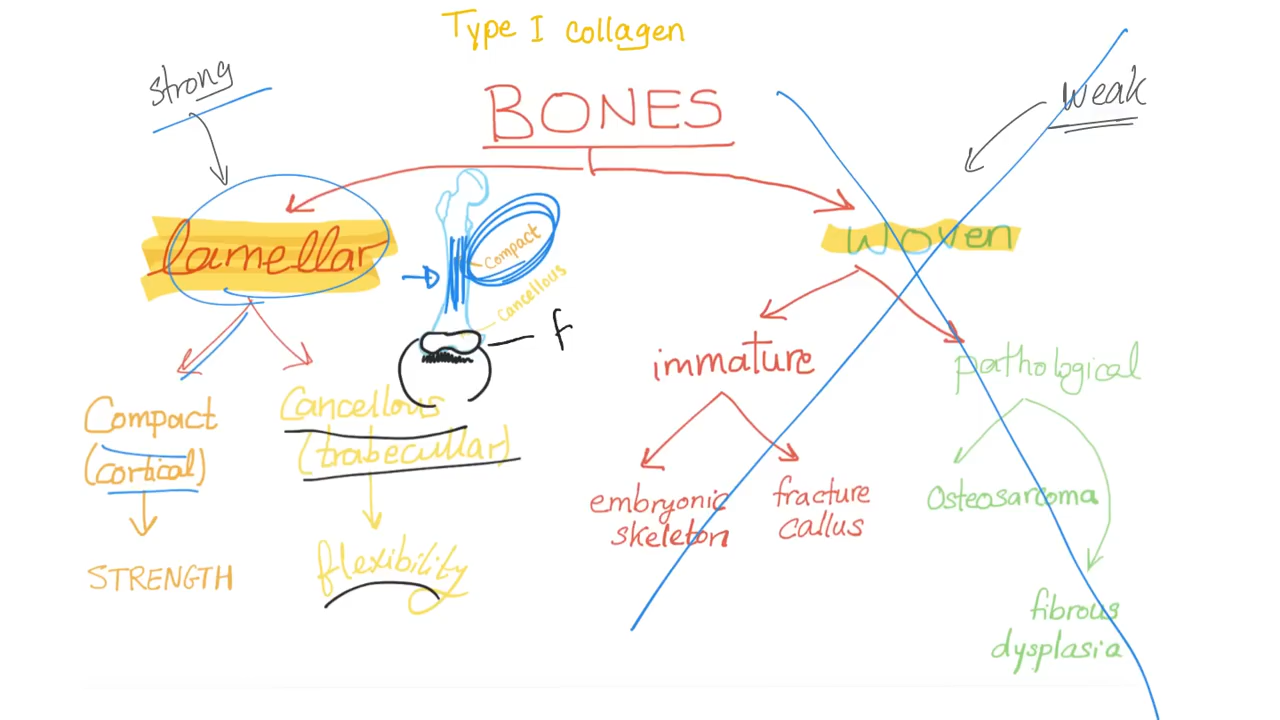 Type I collagen
BONES
strong
weak
lamellar
woven
Compact
Cancellous
f
immature
pathological
Compact
(cortical)
Cancellous
(trabecullar)
embryonic
skeleton
fracture
callus
Osteosarcoma
STRENGTH
flexibility
fibrous
dysplasia